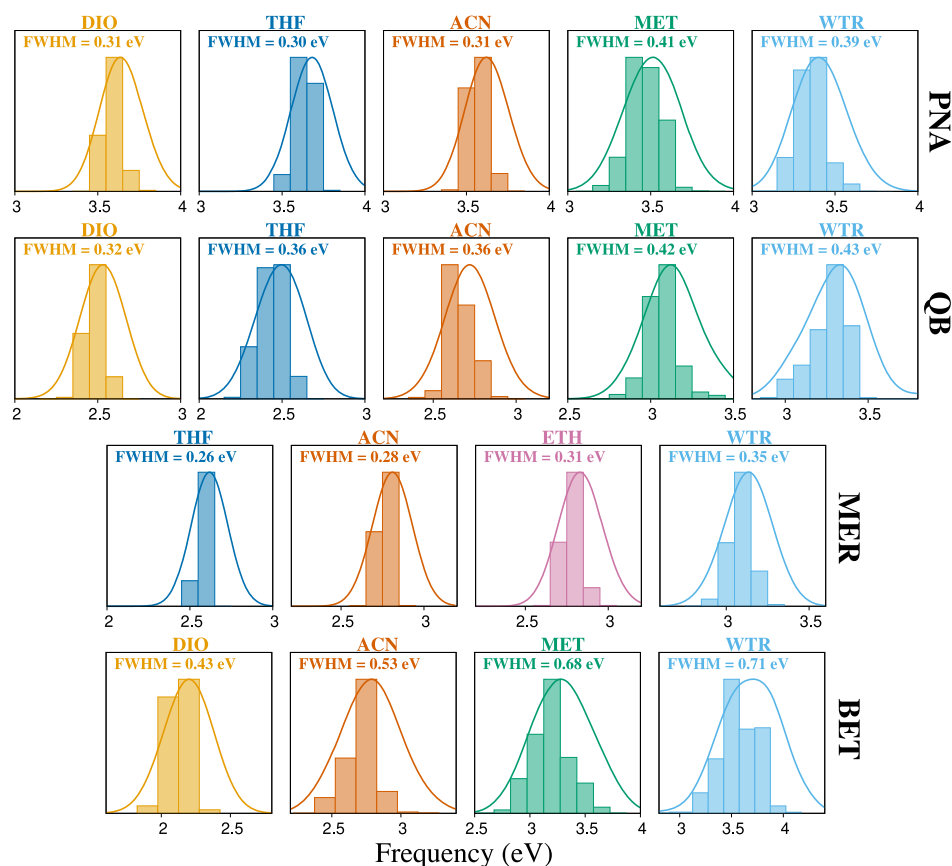 DIO THF ACN MET WTR
FWHM = 0.31 eV FWHM = 0.30 eV FWHM = 0.31 eV FWHM = 0.41 eV FWHM = 0.39 eV
PNA
3 3.5 4 3 3.5 4 3 3.5 4 3 3.5 4 3 3.5 4
DIO THF ACN MET WTR
FWHM = 0.32 eV FWHM = 0.36 eV FWHM = 0.36 eV FWHM = 0.42 eV FWHM = 0.43 eV
QB
2 2.5 3 2 2.5 3 2.5 3 2.5 3 3.5 3 3.5
THF ACN ETH WTR
FWHM = 0.26 eV FWHM = 0.28 eV FWHM = 0.31 eV FWHM = 0.35 eV
MER
2 2.5 3 2.5 3 2.5 3 3 3.5
DIO ACN MET WTR
FWHM = 0.43 eV FWHM = 0.53 eV FWHM = 0.68 eV FWHM = 0.71 eV
BET
2 2.5 2.5 3 2.5 3 3.5 4 3 3.5 4
Frequency (eV)